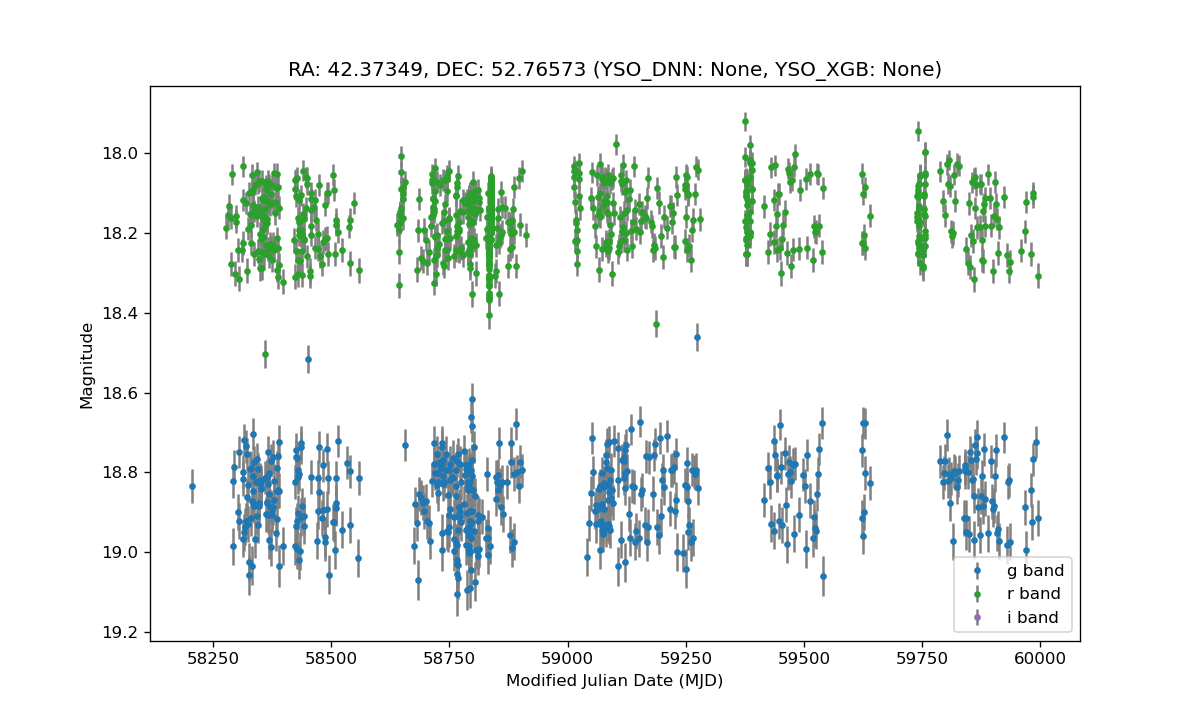 RA: 42.37349, DEC: 52.76573 (YSO_DNN: None, YSO_XGB: None)
18.0
18.2
18.4
18.6
18.8
19.0
19.2
Magnitude
58250 58500 58750 59000 59250 59500 59750 60000
Modified Julian Date (MJD)
g band
r band
i band